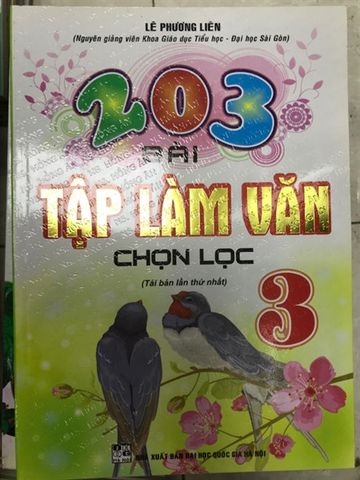 LÊ PHƯƠNG LIÊN
(Nguyên giảng viên Khoa Giáo dục Tiểu học - Đại học Sài Gòn)
203
BÀI
TẬP LÀM VĂN
CHỌN LỌC
(Tái bản lần thứ nhất)
3
NHÀ XUẤT BẢN ĐẠI HỌC QUỐC GIA HÀ NỘI